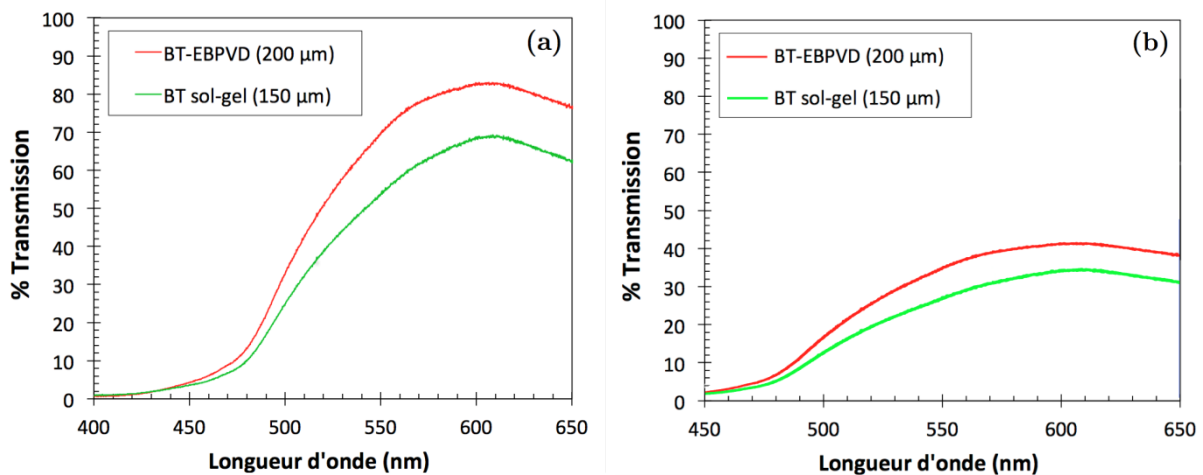 (a)
BT-EBPVD (200 µm)
BT sol-gel (150 µm)
% Transmission
100
90
80
70
60
50
40
30
20
10
0
400 450 500 550 600 650
Longueur d'onde (nm)
(b)
BT-EBPVD (200 µm)
BT sol-gel (150 µm)
% Transmission
100
90
80
70
60
50
40
30
20
10
0
450 500 550 600 650
Longueur d'onde (nm)